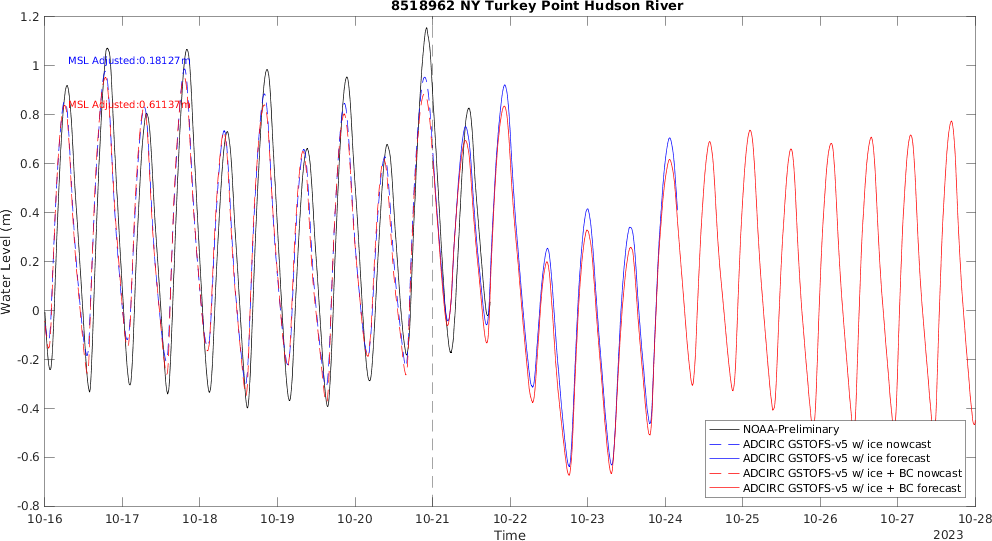 8518962 NY Turkey Point Hudson River
1.2
1
0.8
0.6
0.4
0.2
0
-0.2
-0.4
-0.6
-0.8
Water Level (m)
MSL Adjusted:0.18127m
MSL Adjusted:0.61137m
NOAA-Preliminary
ADCIRC GSTOFS-v5 w/ ice nowcast
ADCIRC GSTOFS-v5 w/ ice forecast
ADCIRC GSTOFS-v5 w/ ice + BC nowcast
ADCIRC GSTOFS-v5 w/ ice + BC forecast
10-16 10-17 10-18 10-19 10-20 10-21 10-22 10-23 10-24 10-25 10-26 10-27 10-28
Time
2023